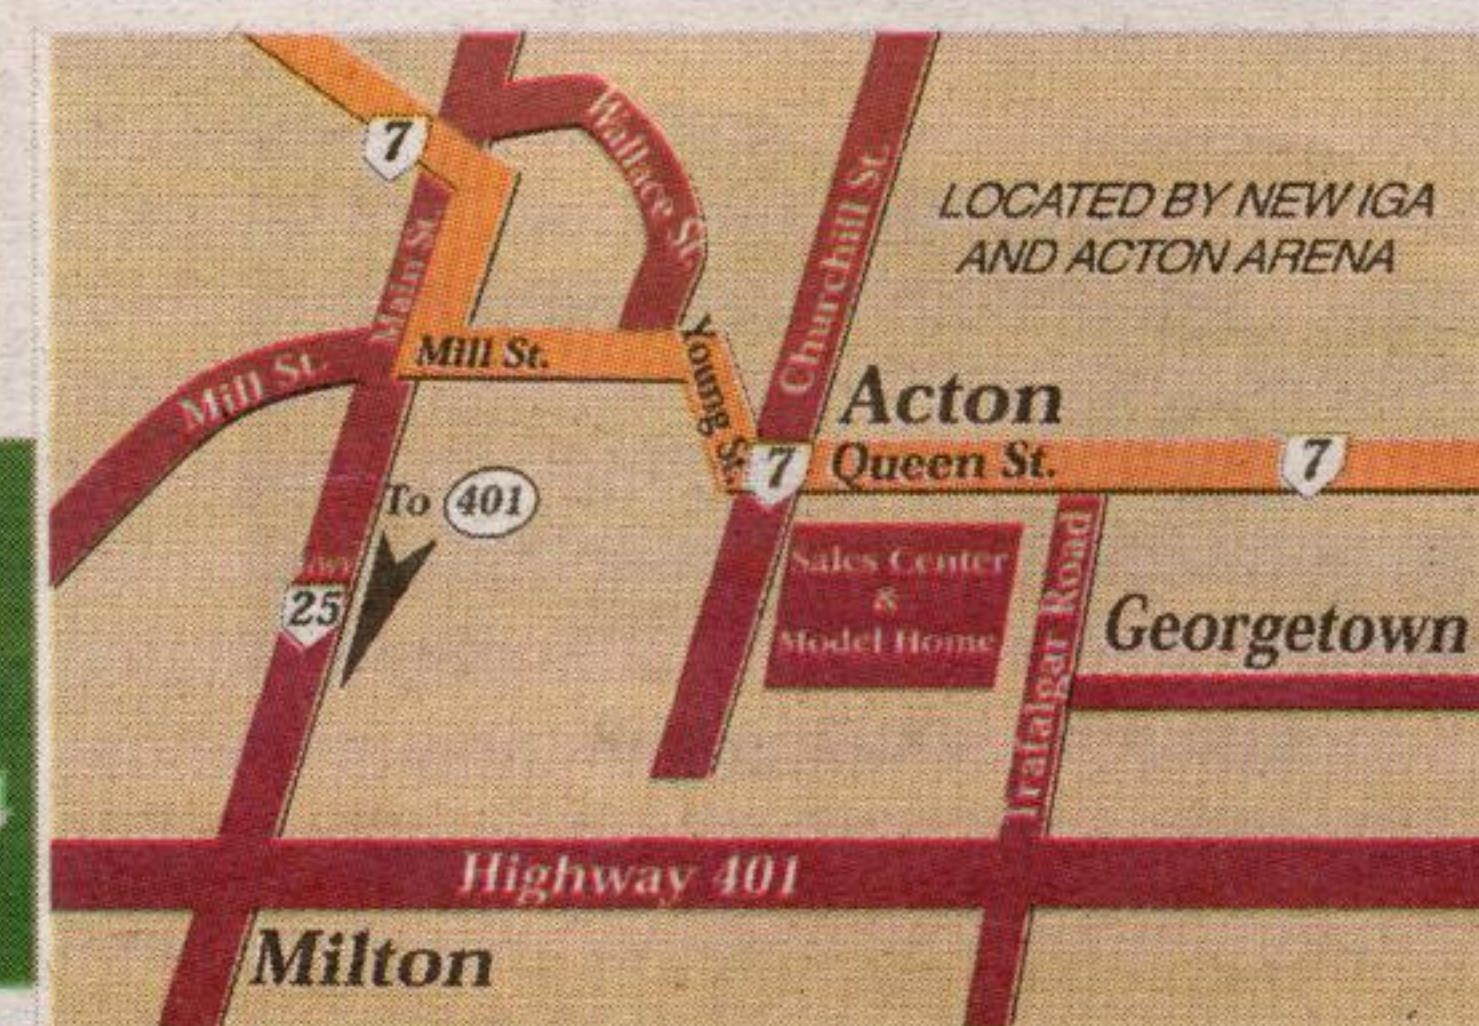 7
Wallace St.
Churchill St.
LOCATED BY NEW IGA
AND ACTON ARENA
Main St.
Mill St.
Mill St.
Young St.
Acton
7
Queen St.
7
To 401
HWY
25
Sales Center
&
Model Home
Trafalgar Road
Georgetown
Highway 401
Milton